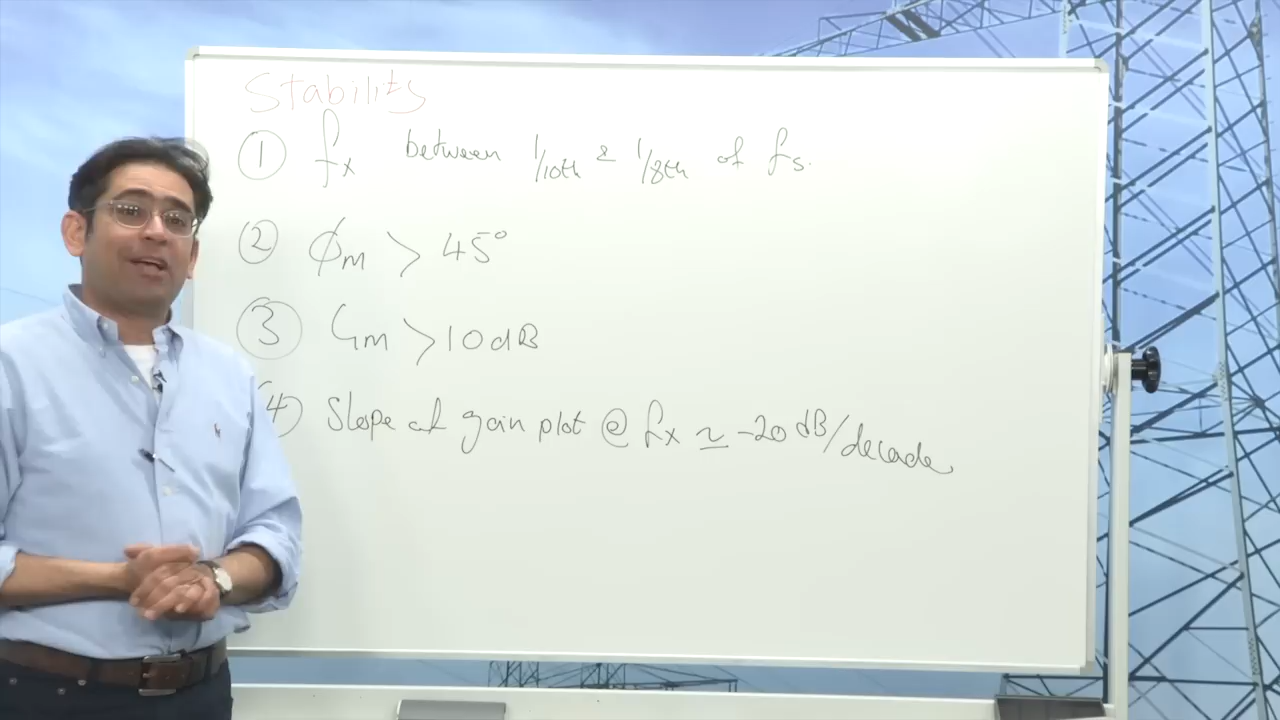 Stability
① fx between 1/10th & 1/8th of fs.
② ϕm > 45°
③ Gm > 10dB
④ Slope of gain plot @ fx ≃ -20 dB/decade